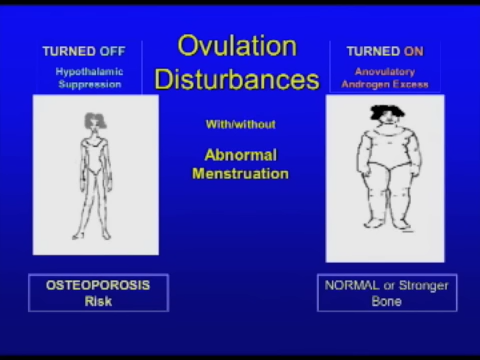 TURNED OFF
Hypothalamic
Suppression
Ovulation
Disturbances
With/without
Abnormal
Menstruation
TURNED ON
Anovulatory
Androgen Excess
OSTEOPOROSIS
Risk
NORMAL or Stronger
Bone